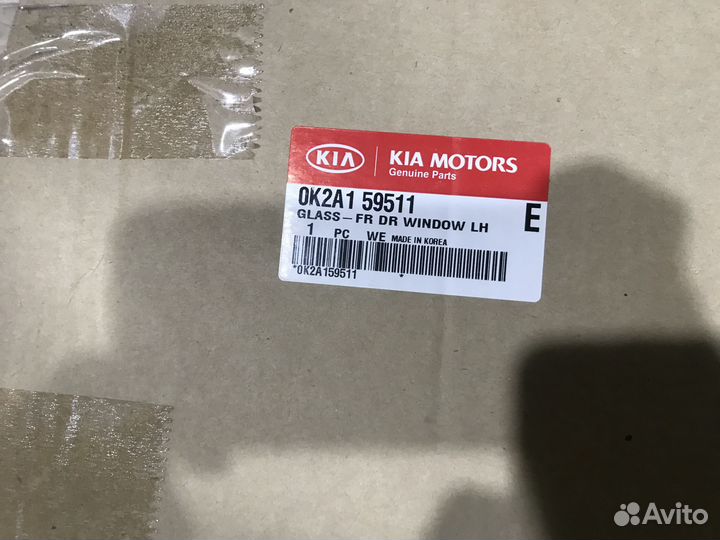 KIA
KIA MOTORS
Genuine Parts
0K2A1 59511
GLASS-FR DR WINDOW LH
E
1 PC WE MADE IN KOREA
*0K2A159511 *
Avito